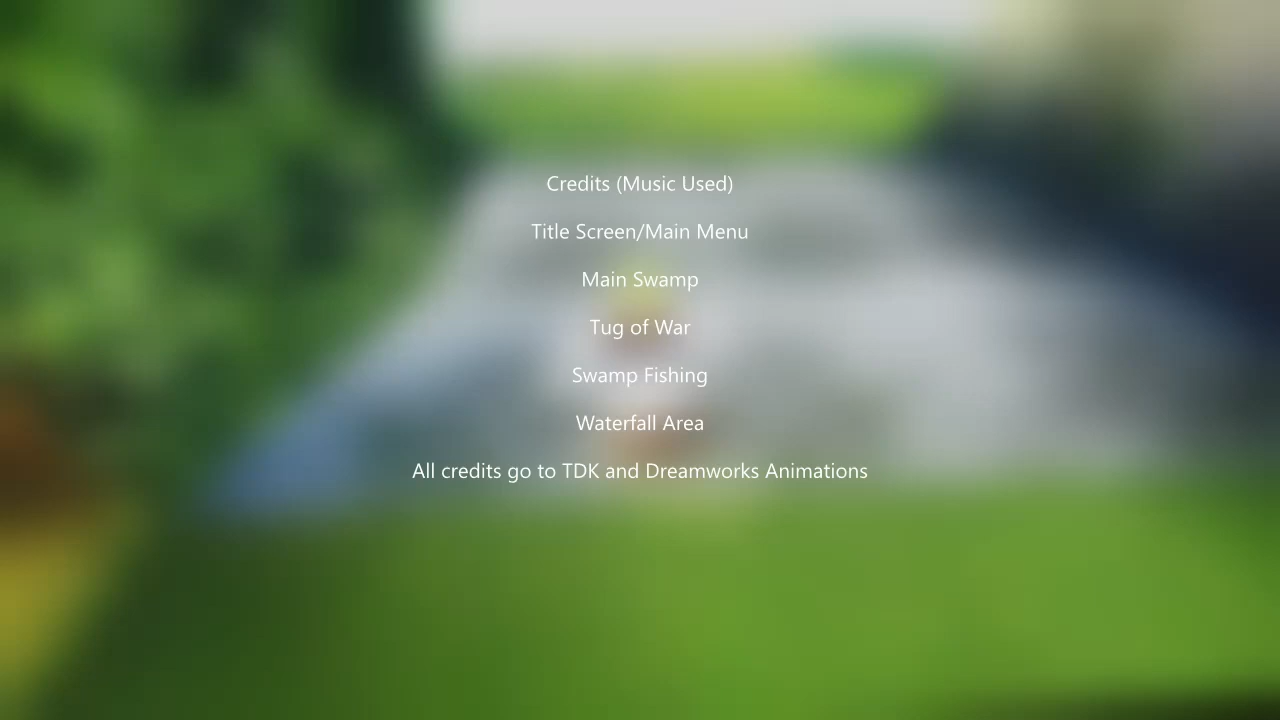 Credits (Music Used)
Title Screen/Main Menu
Main Swamp
Tug of War
Swamp Fishing
Waterfall Area
All credits go to TDK and Dreamworks Animations